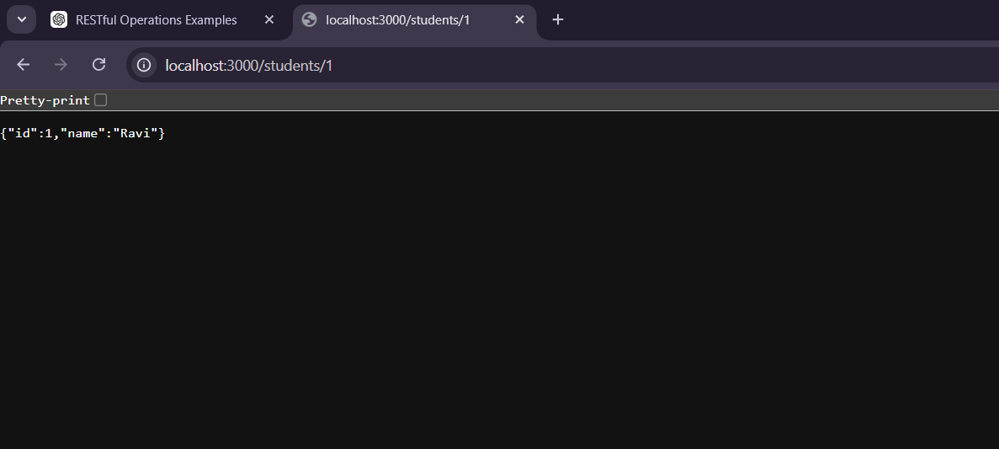 RESTful Operations Examples
localhost:3000/students/1
localhost:3000/students/1
Pretty-print
{"id":1,"name":"Ravi"}